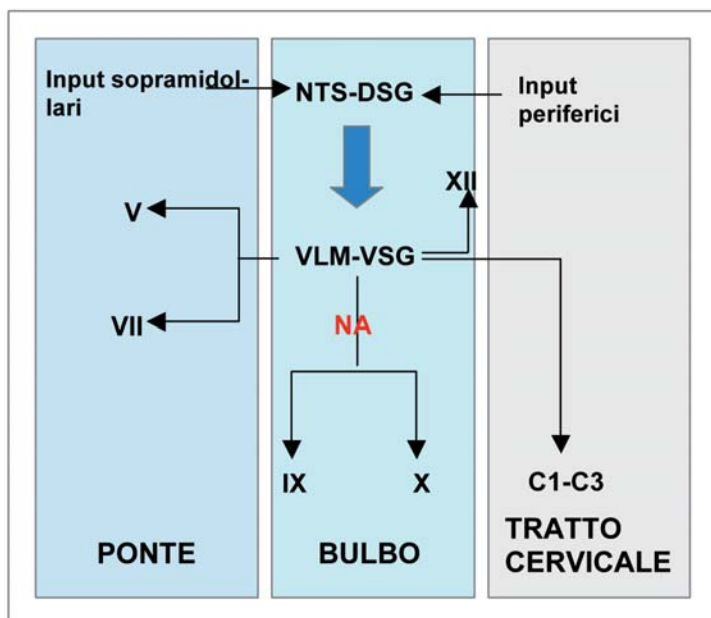 Input sopramidol-
lari
NTS-DSG
Input
periferici
XII
V
VLM-VSG
VII
NA
IX
X
C1-C3
PONTE
BULBO
TRATTO
CERVICALE